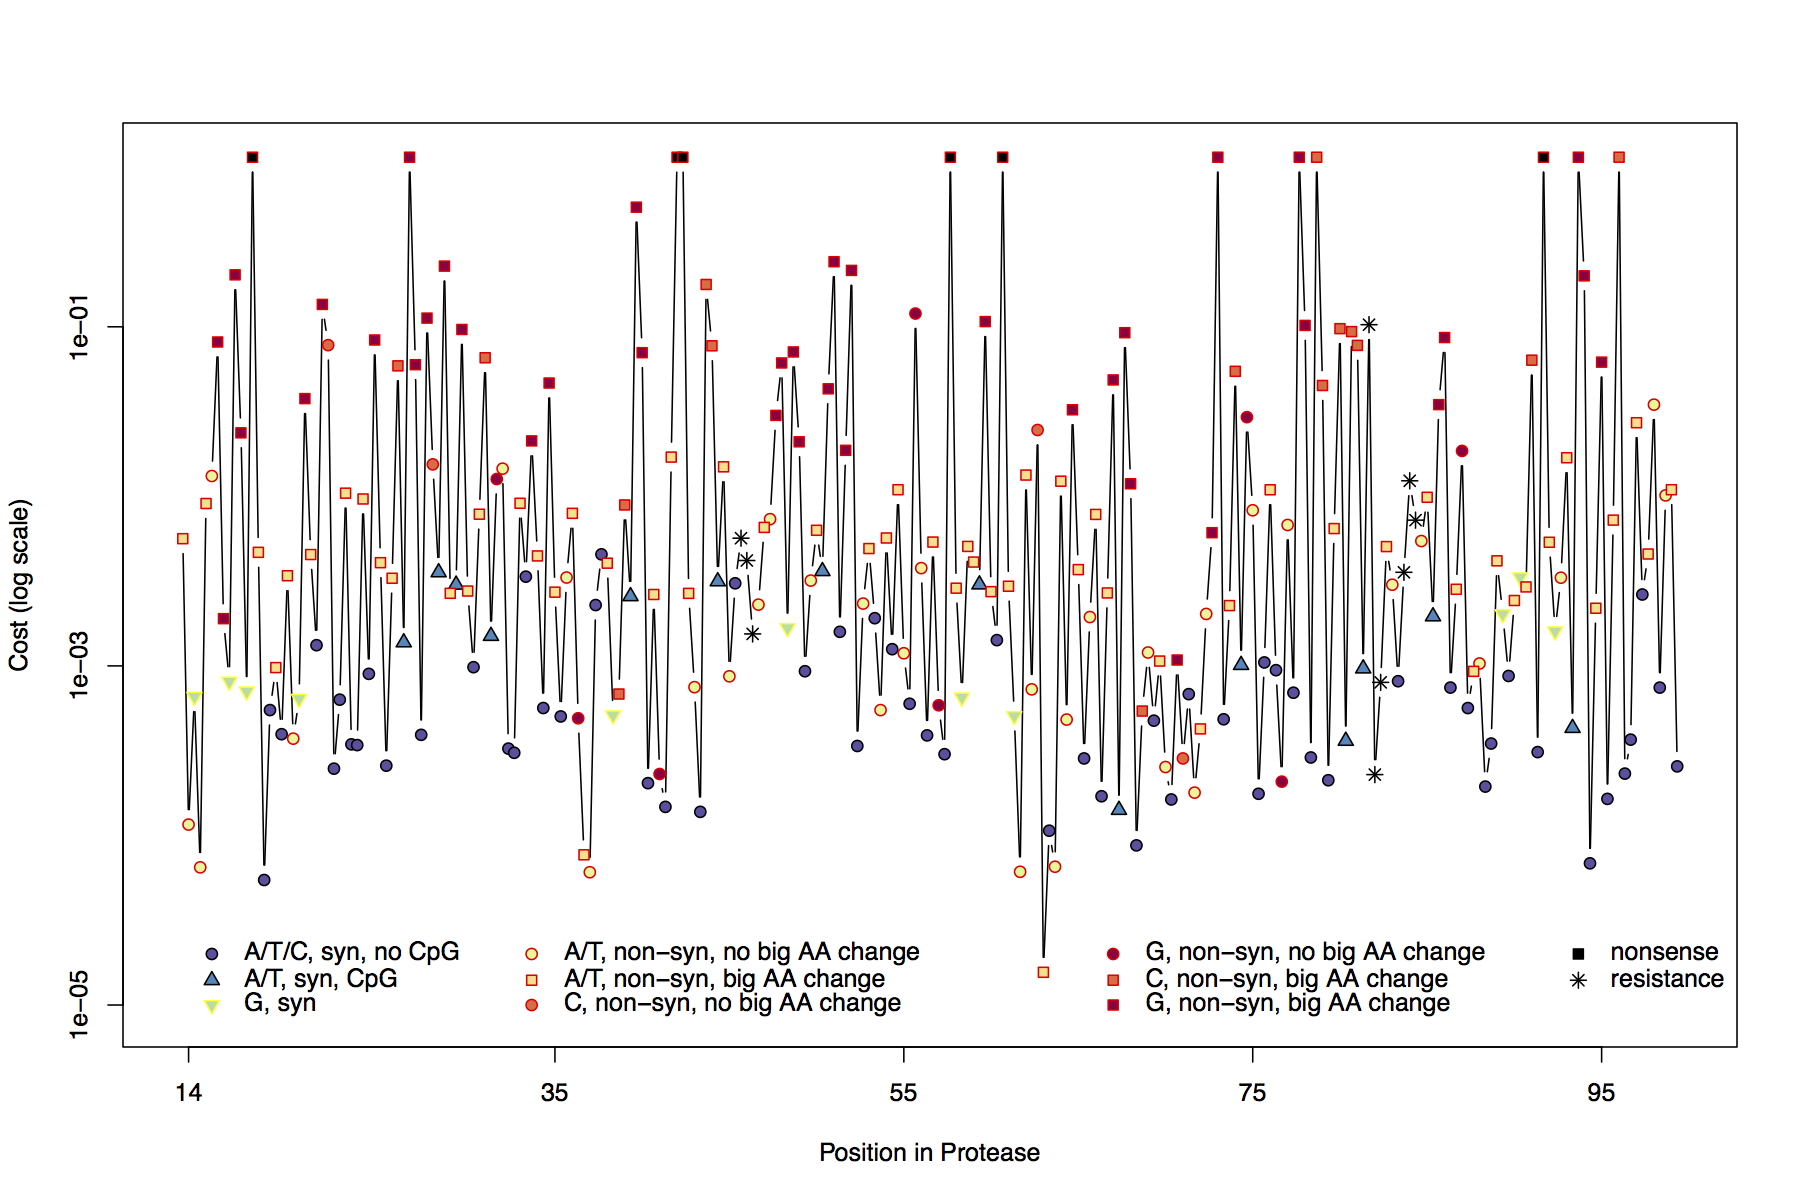 Cost (log scale)
1e−01
1e−03
1e−05
A/T/C, syn, no CpG
A/T, syn, CpG
G, syn
A/T, non−syn, no big AA change
A/T, non−syn, big AA change
C, non−syn, no big AA change
G, non−syn, no big AA change
C, non−syn, big AA change
G, non−syn, big AA change
nonsense
resistance
14 35 55 75 95
Position in Protease